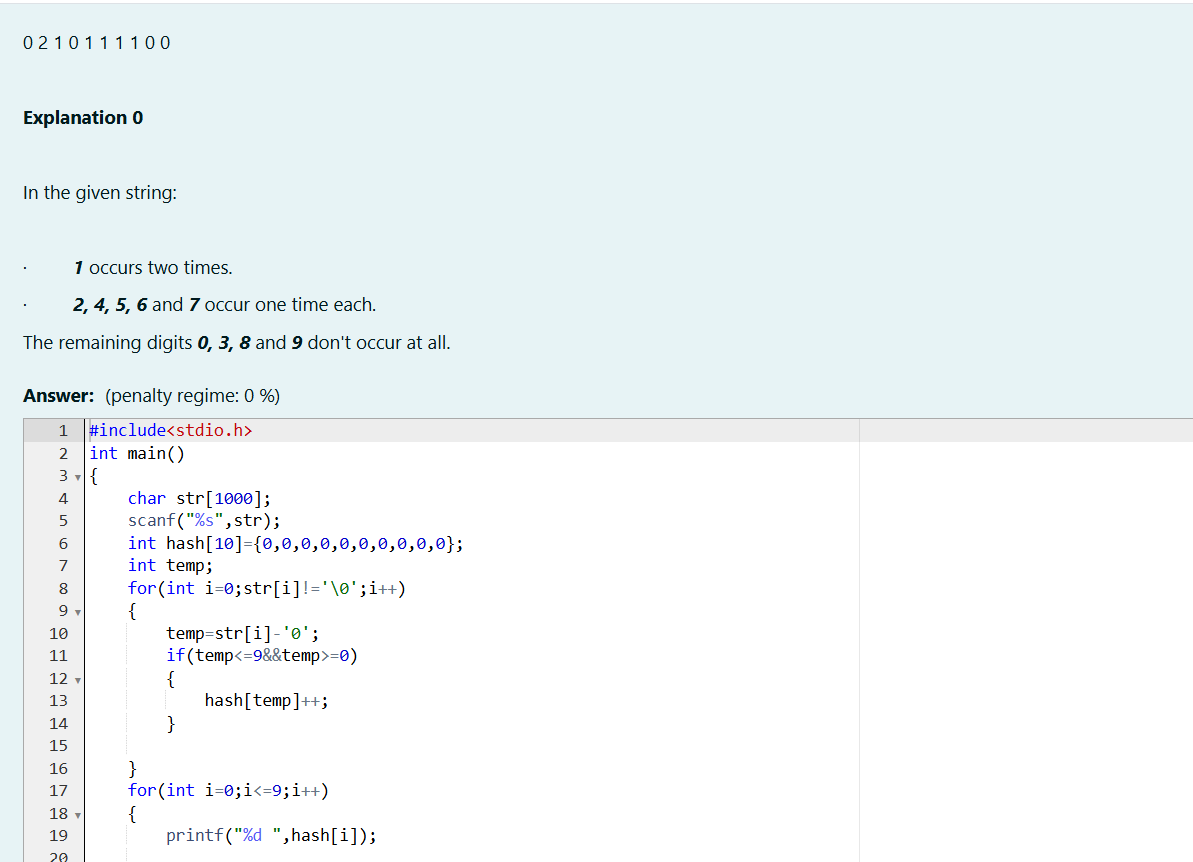 0 2 1 0 1 1 1 1 0 0
Explanation 0
In the given string:
· 1 occurs two times.
· 2, 4, 5, 6 and 7 occur one time each.
The remaining digits 0, 3, 8 and 9 don't occur at all.
Answer: (penalty regime: 0 %)
1 #include<stdio.h>
2 int main()
3 {
4 char str[1000];
5 scanf("%s",str);
6 int hash[10]={0,0,0,0,0,0,0,0,0,0};
7 int temp;
8 for(int i=0;str[i]!='\0';i++)
9 {
10 temp=str[i]-'0';
11 if(temp<=9&&temp>=0)
12 {
13 hash[temp]++;
14 }
15
16 }
17 for(int i=0;i<=9;i++)
18 {
19 printf("%d ",hash[i]);
20